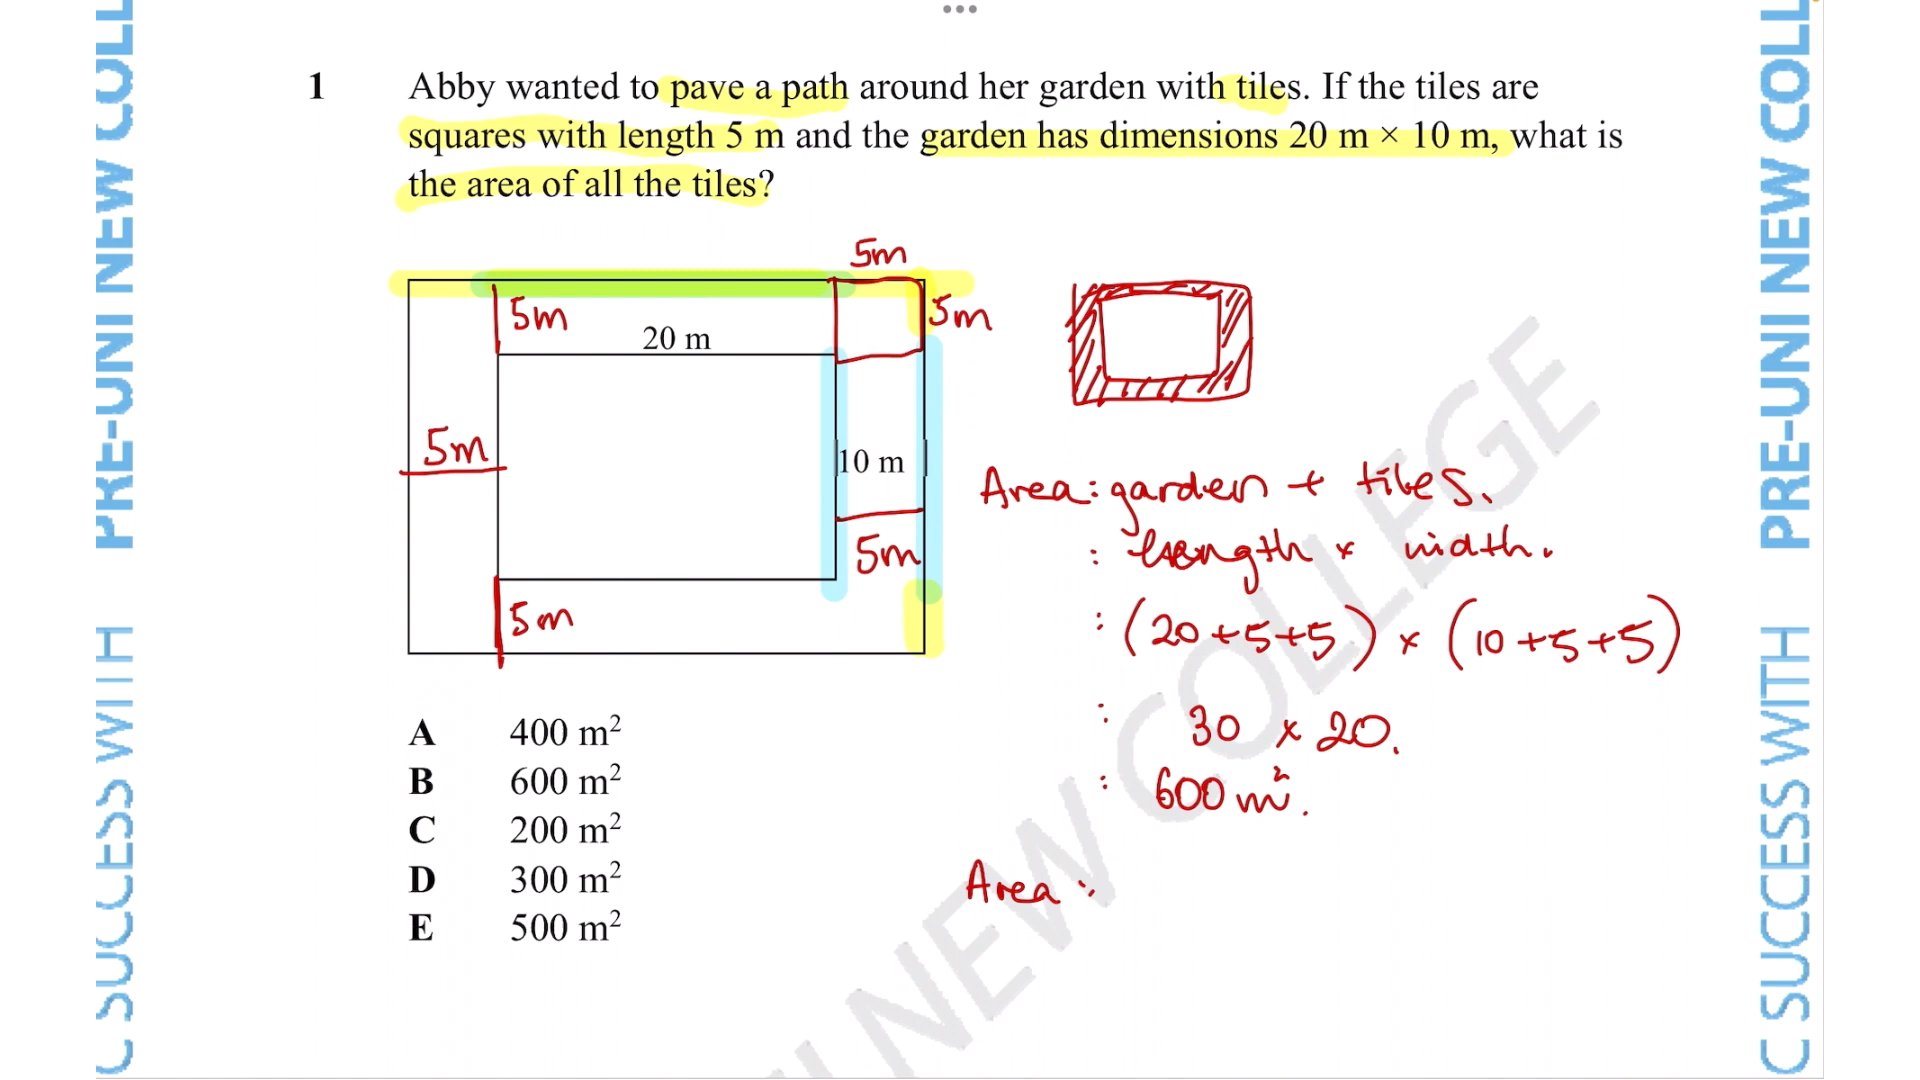 1 Abby wanted to pave a path around her garden with tiles. If the tiles are
squares with length 5 m and the garden has dimensions 20 m × 10 m, what is
the area of all the tiles?
5m
5m
5m
20 m
5m
10 m
5m
5m
A 400 m²
B 600 m²
C 200 m²
D 300 m²
E 500 m²
Area: garden + tiles.
: length × width.
: (20+5+5) × (10+5+5)
: 30 × 20.
: 600 m².
Area :
C SUCCESS WITH PRE-UNI NEW COLL
C SUCCESS WITH PRE-UNI NEW COLL
NEW COLLEGE